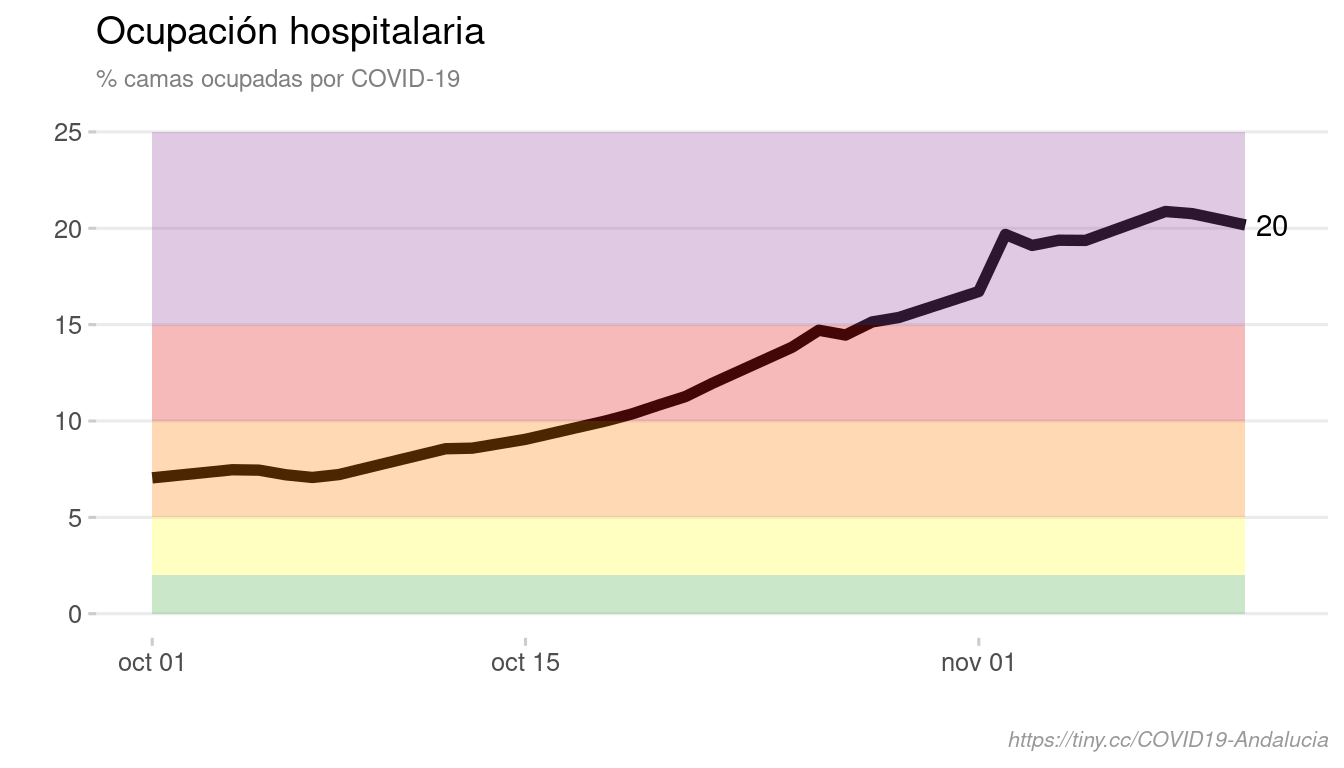 Ocupación hospitalaria
% camas ocupadas por COVID-19
25
20
20
15
10
5
0
oct 01
oct 15
nov 01
https://tiny.cc/COVID19-Andalucia